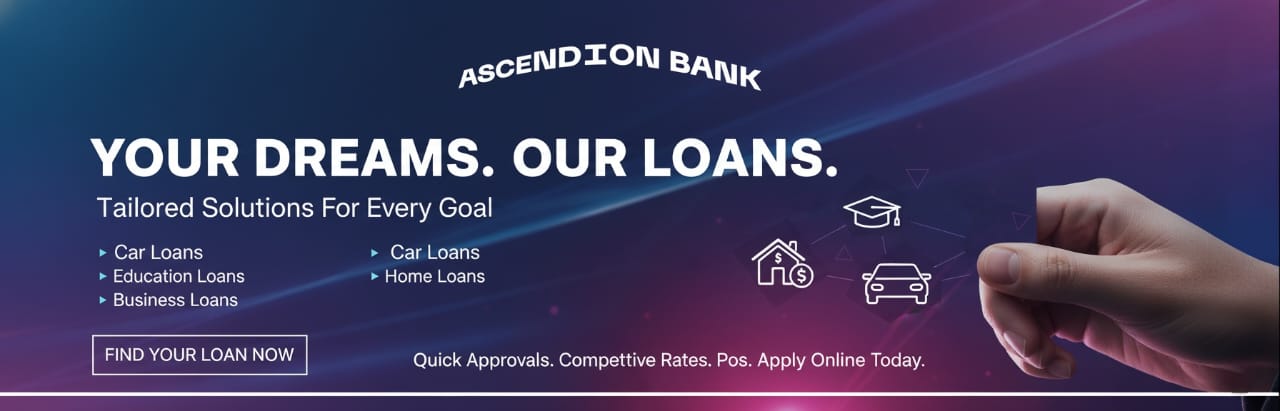 ASCENDION BANK
YOUR DREAMS. OUR LOANS.
Tailored Solutions For Every Goal
▸ Car Loans
▸ Education Loans
▸ Business Loans
▸ Car Loans
▸ Home Loans
FIND YOUR LOAN NOW
Quick Approvals. Compettive Rates. Pos. Apply Online Today.
$
$